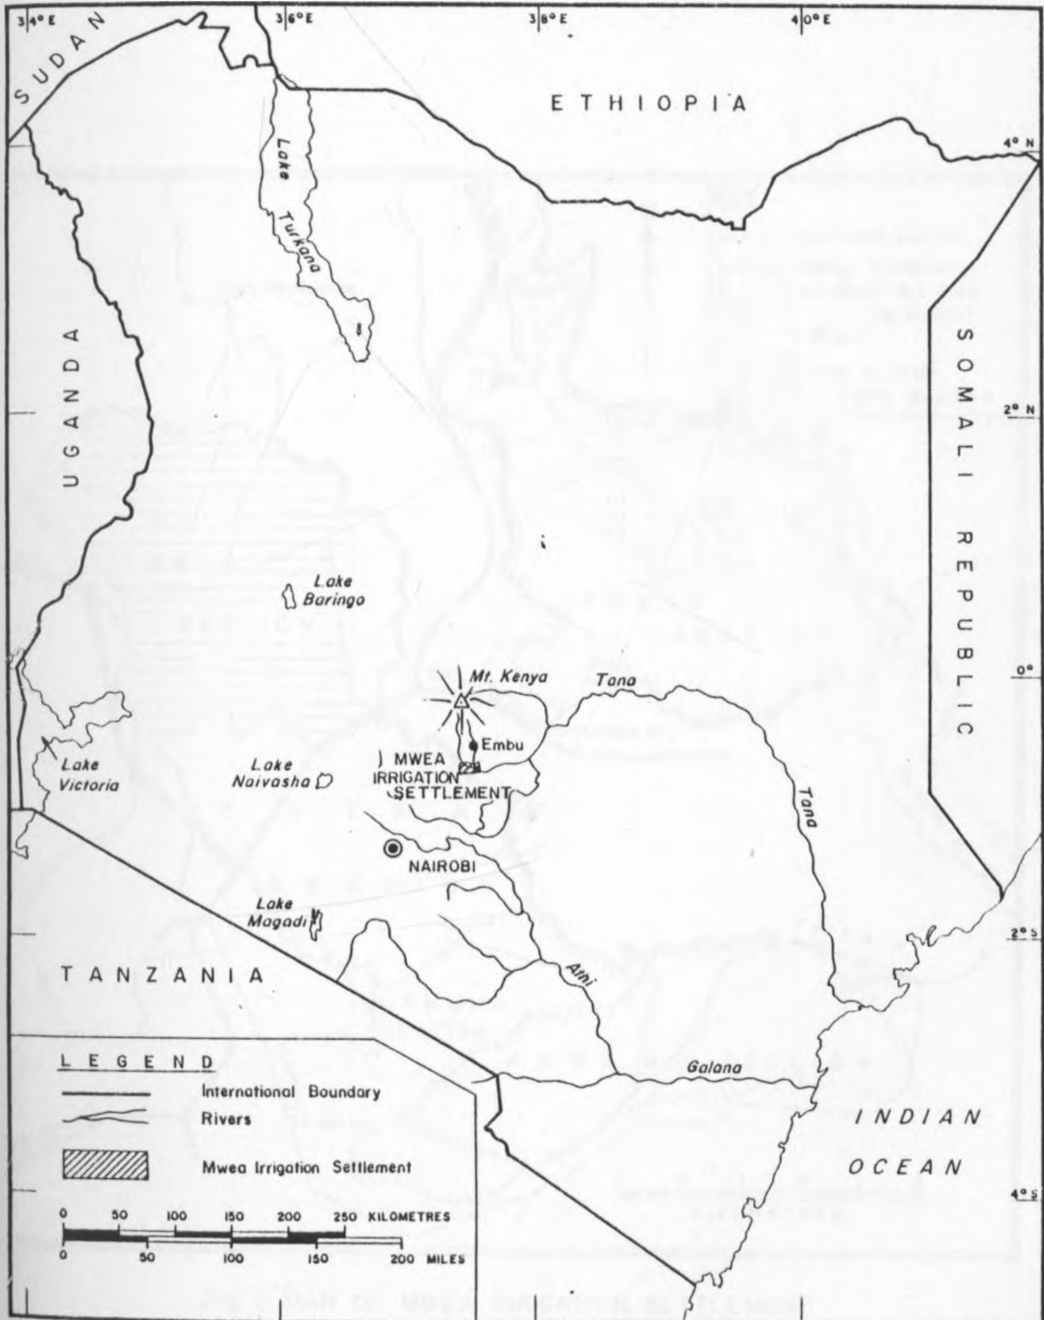 34° E
36° E
38° E
40° E
SUDAN
ETHIOPIA
4° N
Lake
Turkana
UGANDA
SOMALI REPUBLIC
2° N
Lake
Baringo
Mt. Kenya
Tana
0°
Embu
MWEA
IRRIGATION
SETTLEMENT
Lake
Victoria
Lake
Naivasha
Tana
NAIROBI
Lake
Magadi
2° S
TANZANIA
Athi
Galana
LEGEND
International Boundary
Rivers
Mwea Irrigation Settlement
0 50 100 150 200 250 KILOMETRES
0 50 100 150 200 MILES
INDIAN
OCEAN
4° S